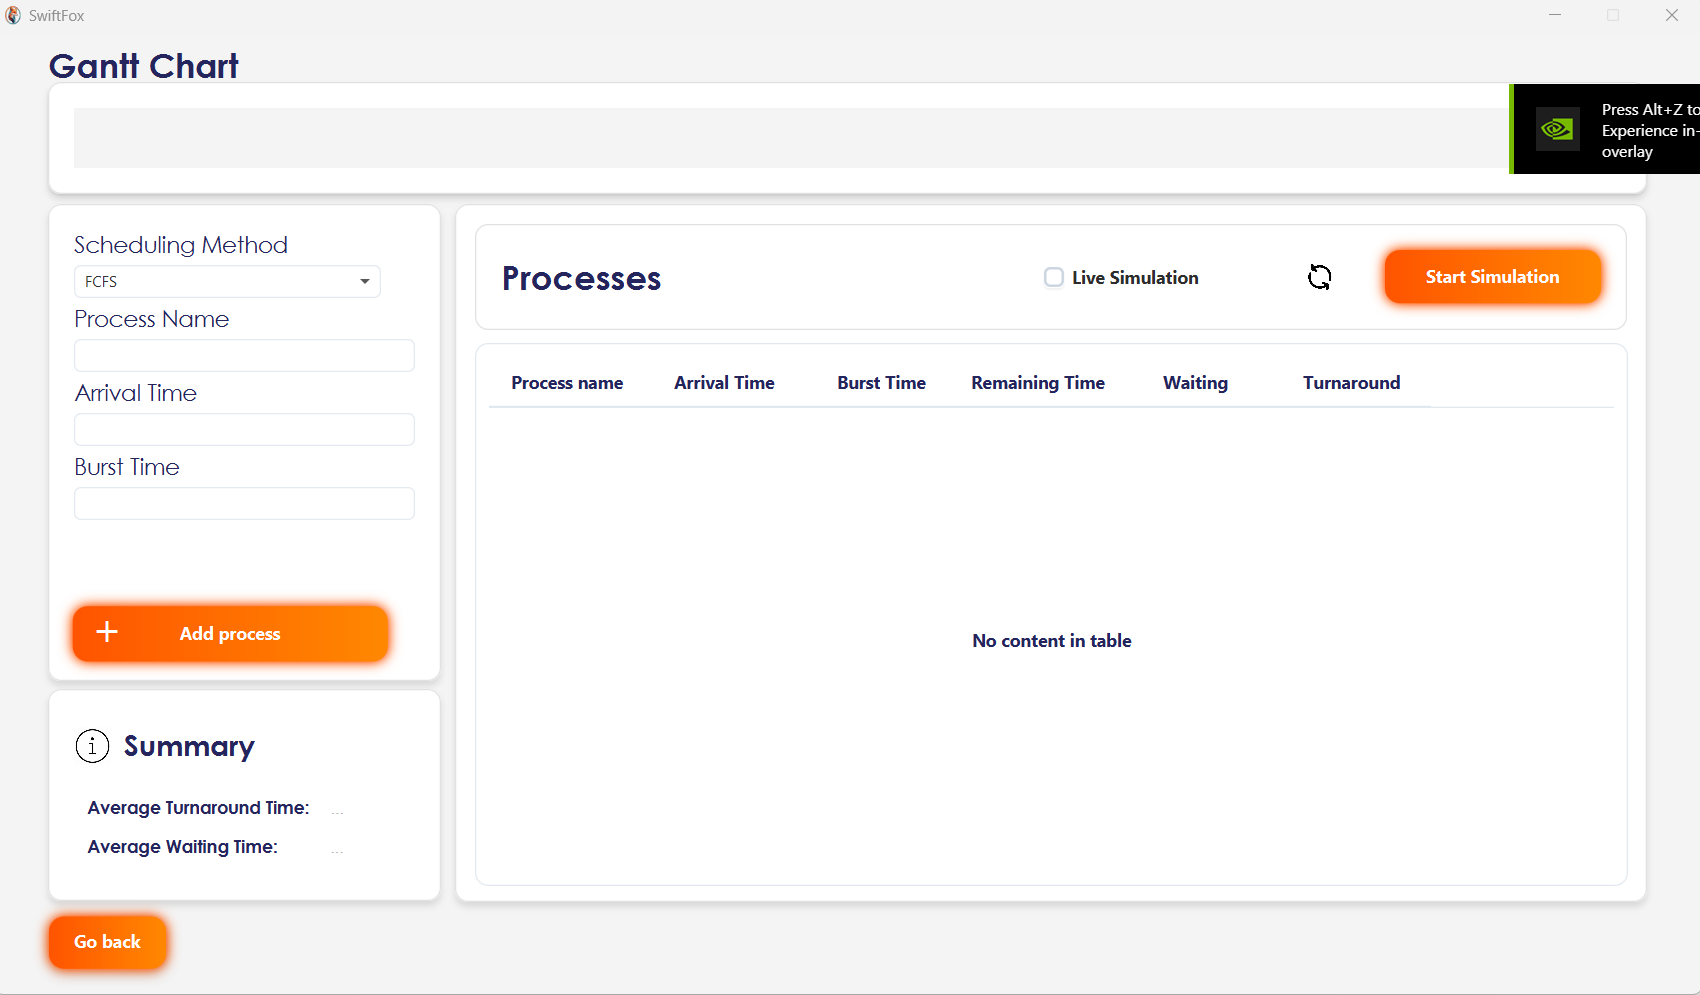 SwiftFox
Gantt Chart
Press Alt+Z to
Experience in-
overlay
Scheduling Method
FCFS
Process Name
Arrival Time
Burst Time
Add process
Processes
Live Simulation
Start Simulation
Process name Arrival Time Burst Time Remaining Time Waiting Turnaround
No content in table
Summary
Average Turnaround Time: ...
Average Waiting Time: ...
Go back